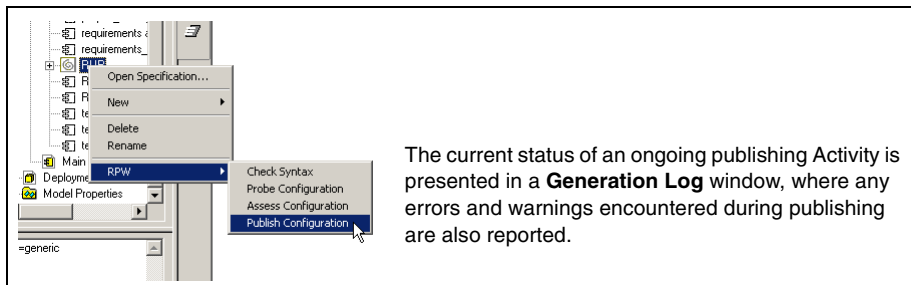 requirements
requirements_
RUP
Open Specification...
New
Delete
Rename
RPW
Check Syntax
Probe Configuration
Assess Configuration
Publish Configuration
Main
Deployme
Model Properties
=generic
The current status of an ongoing publishing Activity is
presented in a Generation Log window, where any
errors and warnings encountered during publishing
are also reported.